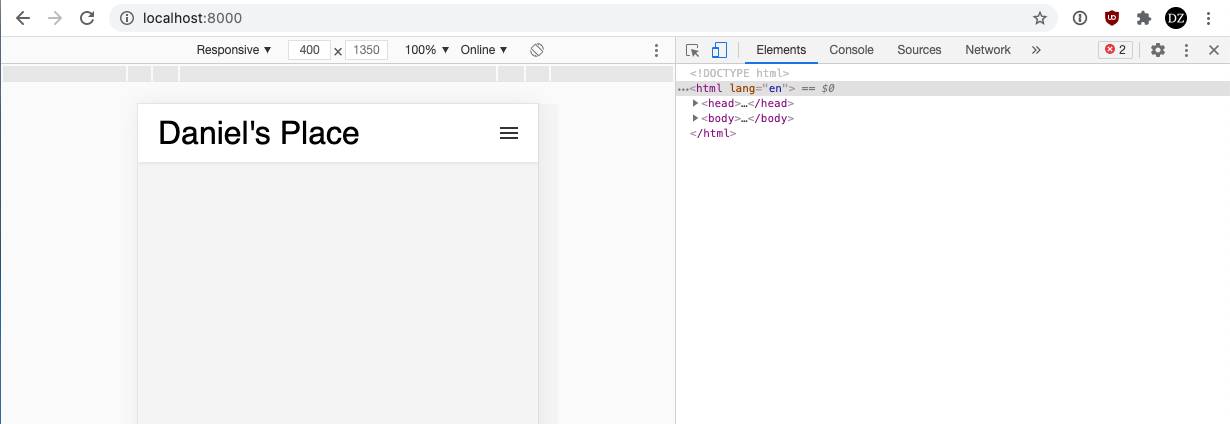 localhost:8000
DZ
Responsive ▼ 400 × 1350 100% ▼ Online ▼
Elements Console Sources Network » 2
<!DOCTYPE html>
…<html lang="en"> == $0
▶<head>…</head>
▶<body>…</body>
</html>
Daniel's Place